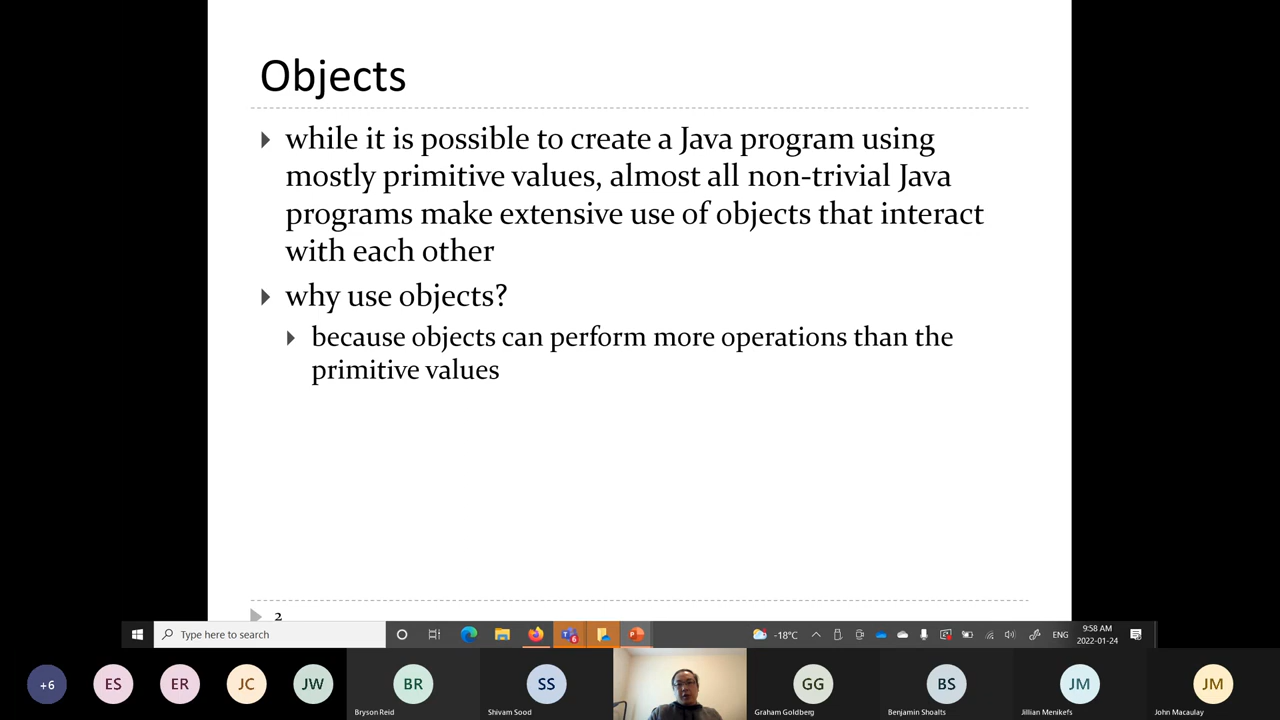 Objects
while it is possible to create a Java program using
mostly primitive values, almost all non-trivial Java
programs make extensive use of objects that interact
with each other
why use objects?
because objects can perform more operations than the
primitive values
2
Type here to search
6
-18°C
ENG
9:58 AM
2022-01-24
+6
ES
ER
JC
JW
BR
SS
GG
BS
JM
JM
Bryson Reid
Shivam Sood
Graham Goldberg
Benjamin Shoalts
Jillian Menikefs
John Macaulay